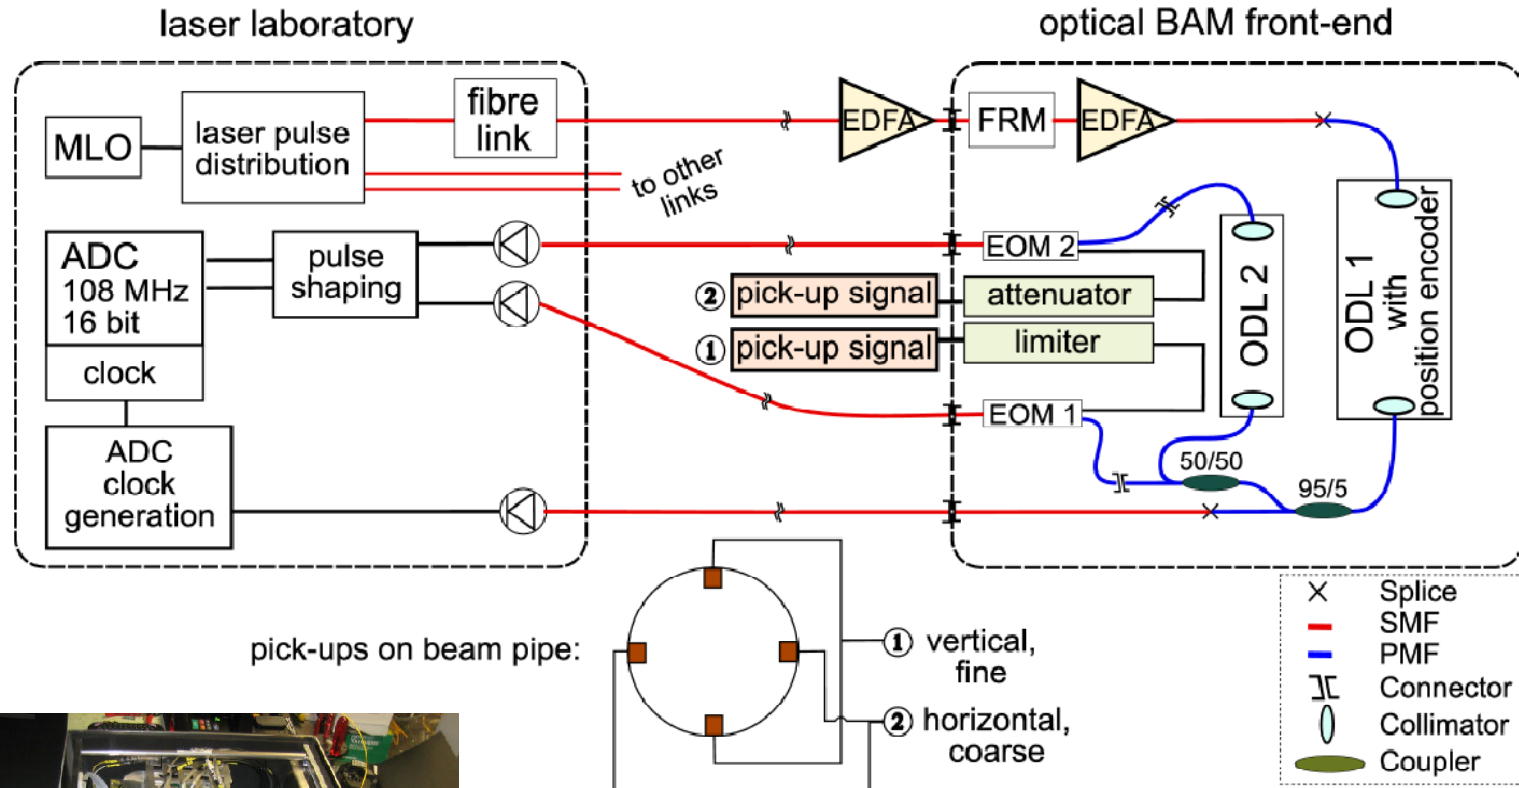 laser laboratory
optical BAM front-end
MLO
laser pulse
distribution
fibre
link
EDFA
FRM
EDFA
to other
links
ADC
108 MHz
16 bit
clock
pulse
shaping
EOM 2
② pick-up signal
attenuator
① pick-up signal
limiter
EOM 1
ODL 2
ODL 1
with
position encoder
50/50
95/5
ADC
clock
generation
pick-ups on beam pipe:
① vertical,
fine
② horizontal,
coarse
Splice
SMF
PMF
Connector
Collimator
Coupler